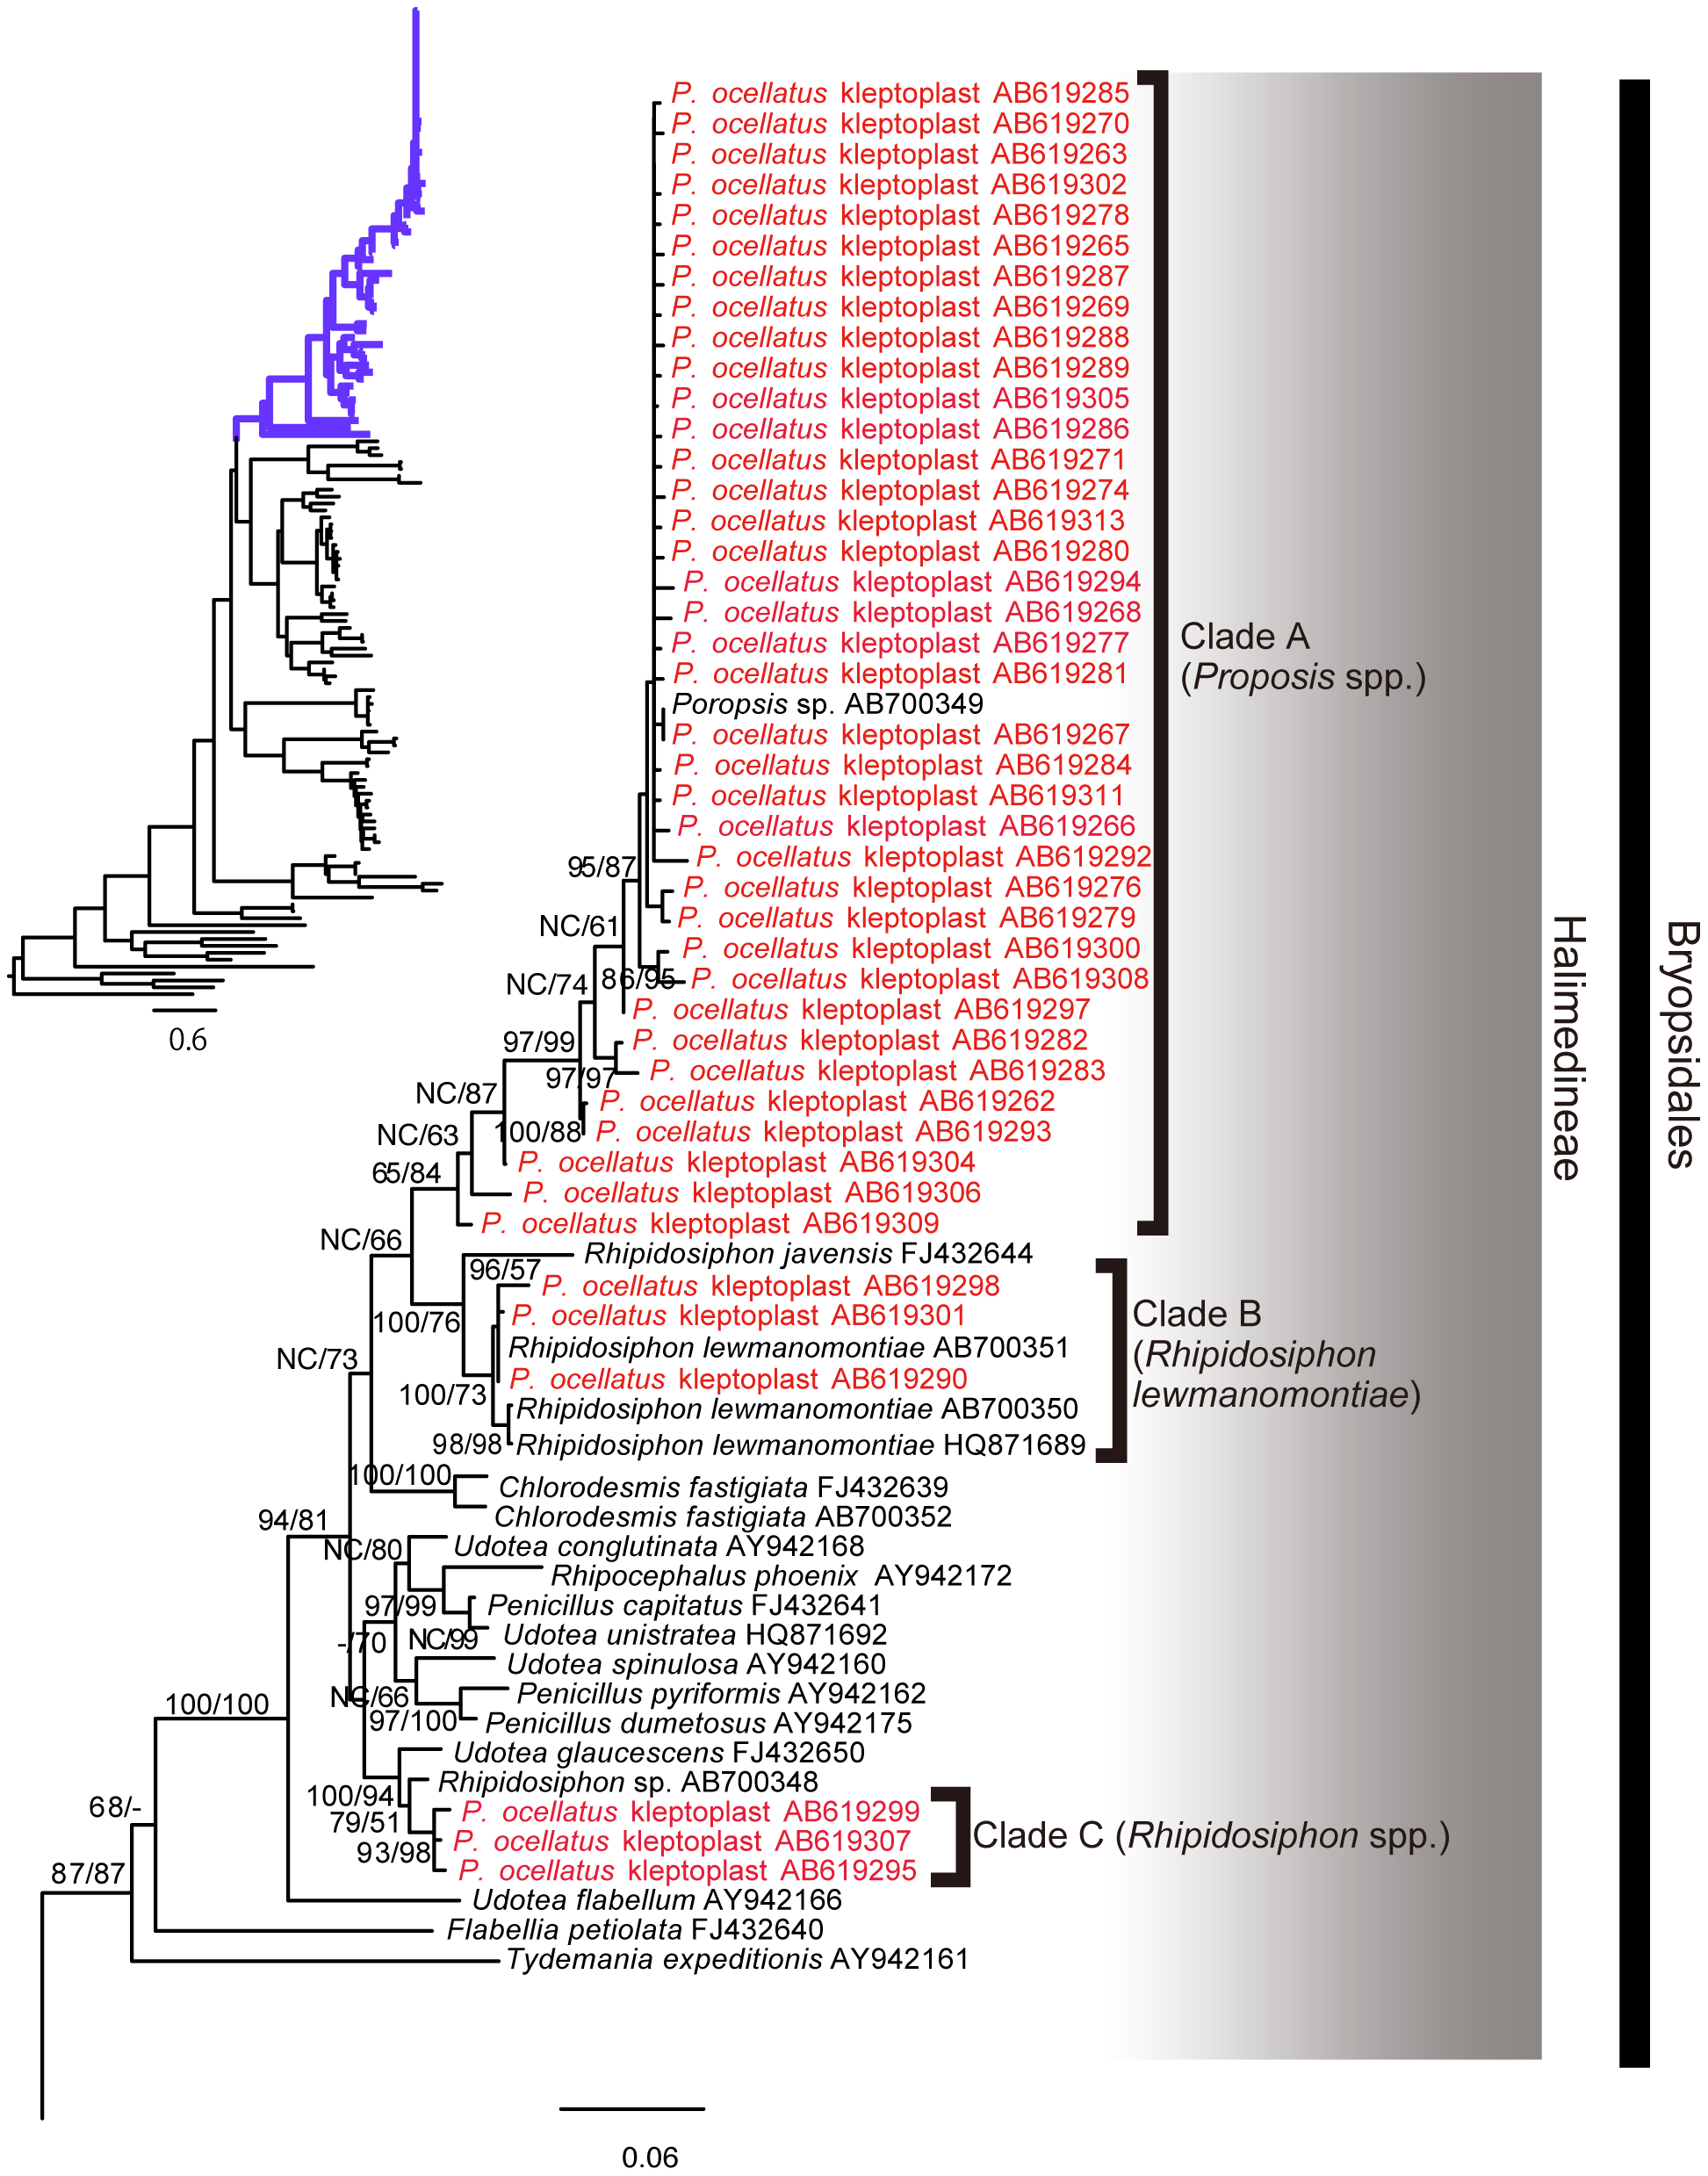 P. ocellatus kleptoplast AB619285
P. ocellatus kleptoplast AB619270
P. ocellatus kleptoplast AB619263
P. ocellatus kleptoplast AB619302
P. ocellatus kleptoplast AB619278
P. ocellatus kleptoplast AB619265
P. ocellatus kleptoplast AB619287
P. ocellatus kleptoplast AB619269
P. ocellatus kleptoplast AB619288
P. ocellatus kleptoplast AB619289
P. ocellatus kleptoplast AB619305
P. ocellatus kleptoplast AB619286
P. ocellatus kleptoplast AB619271
P. ocellatus kleptoplast AB619274
P. ocellatus kleptoplast AB619313
P. ocellatus kleptoplast AB619280
P. ocellatus kleptoplast AB619294
P. ocellatus kleptoplast AB619268
P. ocellatus kleptoplast AB619277
P. ocellatus kleptoplast AB619281
Poropsis sp. AB700349
P. ocellatus kleptoplast AB619267
P. ocellatus kleptoplast AB619284
P. ocellatus kleptoplast AB619311
P. ocellatus kleptoplast AB619266
P. ocellatus kleptoplast AB619292
P. ocellatus kleptoplast AB619276
P. ocellatus kleptoplast AB619279
P. ocellatus kleptoplast AB619300
P. ocellatus kleptoplast AB619308
P. ocellatus kleptoplast AB619297
P. ocellatus kleptoplast AB619282
P. ocellatus kleptoplast AB619283
P. ocellatus kleptoplast AB619262
P. ocellatus kleptoplast AB619293
P. ocellatus kleptoplast AB619304
P. ocellatus kleptoplast AB619306
P. ocellatus kleptoplast AB619309
Rhipidosiphon javensis FJ432644
P. ocellatus kleptoplast AB619298
P. ocellatus kleptoplast AB619301
Rhipidosiphon lewmanomontiae AB700351
P. ocellatus kleptoplast AB619290
Rhipidosiphon lewmanomontiae AB700350
Rhipidosiphon lewmanomontiae HQ871689
Chlorodesmis fastigiata FJ432639
Chlorodesmis fastigiata AB700352
Udotea conglutinata AY942168
Rhipocephalus phoenix AY942172
Penicillus capitatus FJ432641
Udotea unistratea HQ871692
Udotea spinulosa AY942160
Penicillus pyriformis AY942162
Penicillus dumetosus AY942175
Udotea glaucescens FJ432650
Rhipidosiphon sp. AB700348
P. ocellatus kleptoplast AB619299
P. ocellatus kleptoplast AB619307
P. ocellatus kleptoplast AB619295
Udotea flabellum AY942166
Flabellia petiolata FJ432640
Tydemania expeditionis AY942161
95/87
NC/61
86/95
NC/74
97/99
97/97
NC/87
100/88
NC/63
65/84
NC/66
96/57
100/76
NC/73
100/73
98/98
100/100
94/81
NC/80
97/99
-/70
NC/99
NC/66
97/100
100/100
100/94
79/51
93/98
68/-
87/87
Clade A
(Proposis spp.)
Clade B
(Rhipidosiphon
lewmanomontiae)
Clade C (Rhipidosiphon spp.)
Halimedineae
Bryopsidales
0.6
0.06